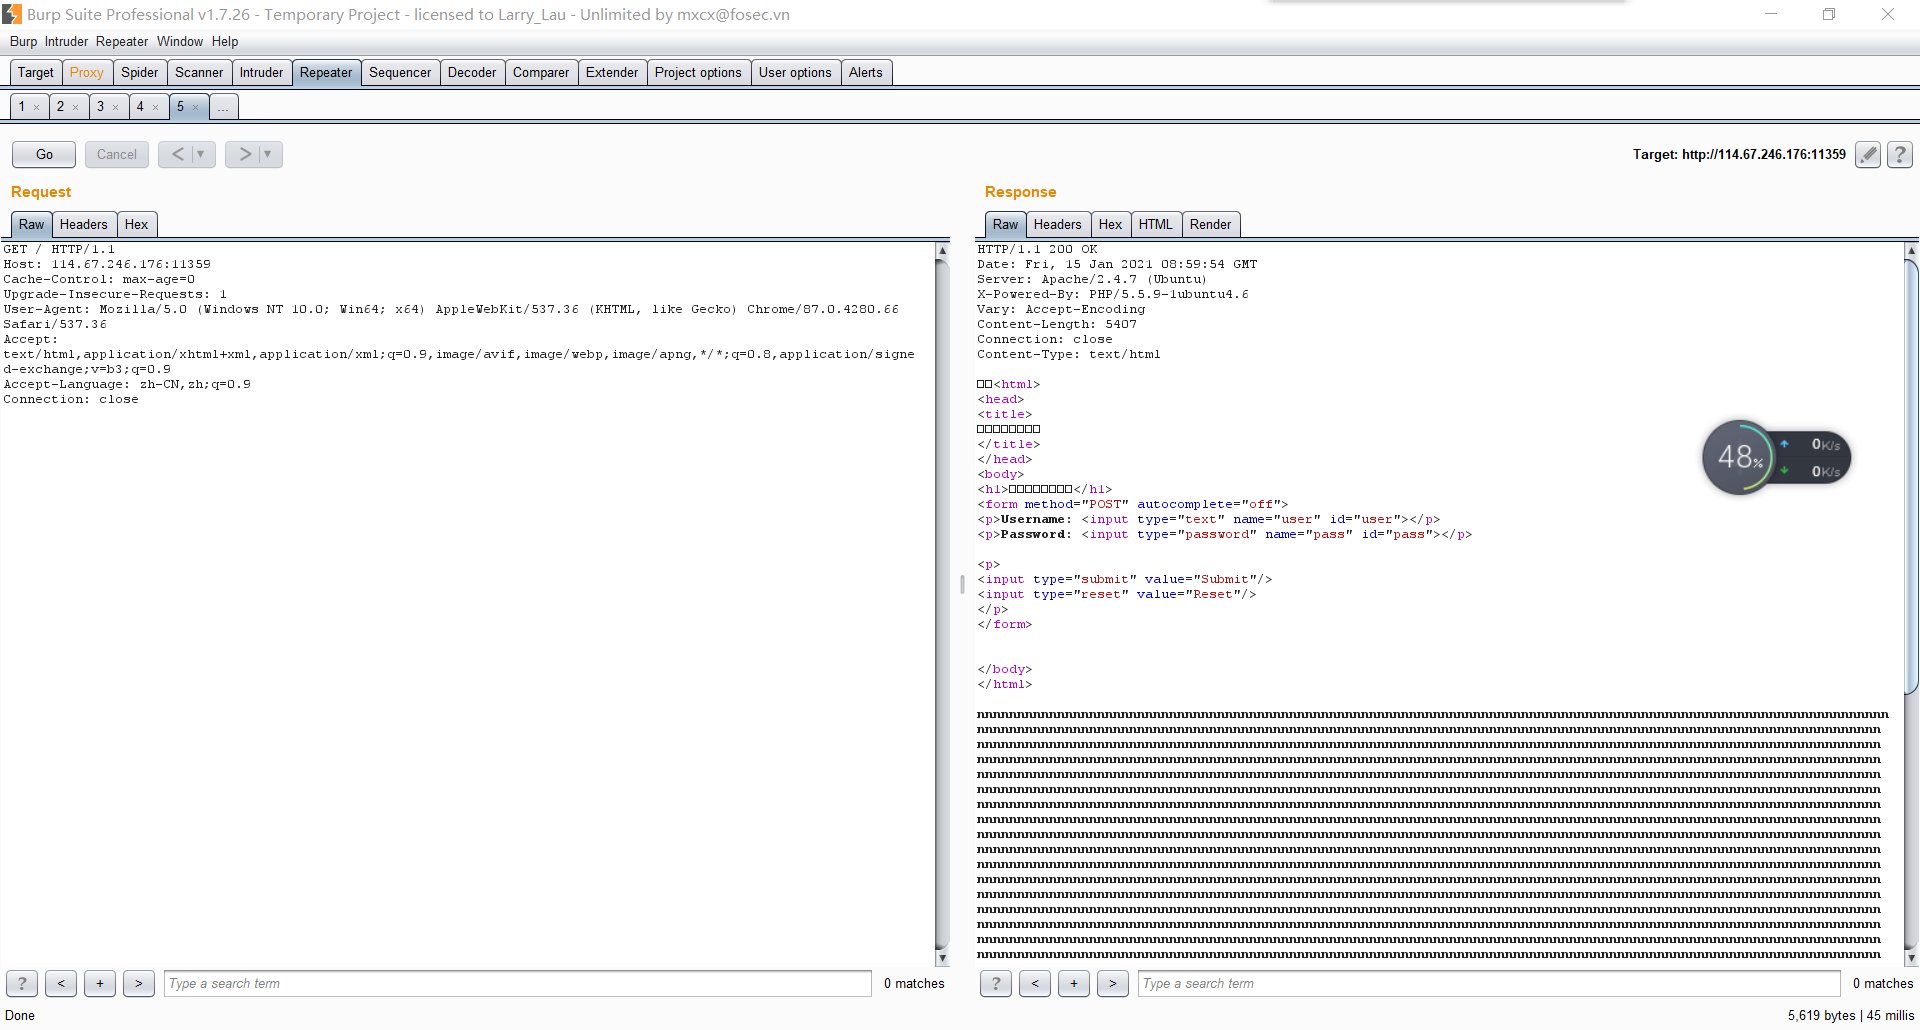 Burp Suite Professional v1.7.26 - Temporary Project - licensed to Larry_Lau - Unlimited by mxcx@fosec.vn
Burp Intruder Repeater Window Help
Target Proxy Spider Scanner Intruder Repeater Sequencer Decoder Comparer Extender Project options User options Alerts
1 × 2 × 3 × 4 × 5 × ...
Go Cancel < ▼ > ▼ Target: http://114.67.246.176:11359 ?
Request
Raw Headers Hex
GET / HTTP/1.1
Host: 114.67.246.176:11359
Cache-Control: max-age=0
Upgrade-Insecure-Requests: 1
User-Agent: Mozilla/5.0 (Windows NT 10.0; Win64; x64) AppleWebKit/537.36 (KHTML, like Gecko) Chrome/87.0.4280.66
Safari/537.36
Accept:
text/html,application/xhtml+xml,application/xml;q=0.9,image/avif,image/webp,image/apng,*/*;q=0.8,application/signe
d-exchange;v=b3;q=0.9
Accept-Language: zh-CN,zh;q=0.9
Connection: close
? < + > Type a search term 0 matches
Done
Response
Raw Headers Hex HTML Render
HTTP/1.1 200 OK
Date: Fri, 15 Jan 2021 08:59:54 GMT
Server: Apache/2.4.7 (Ubuntu)
X-Powered-By: PHP/5.5.9-1ubuntu4.6
Vary: Accept-Encoding
Content-Length: 5407
Connection: close
Content-Type: text/html
□□<html>
<head>
<title>
□□□□□□□□
</title>
</head>
<body>
<h1>□□□□□□□□</h1>
<form method="POST" autocomplete="off">
<p>Username: <input type="text" name="user" id="user"></p>
<p>Password: <input type="password" name="pass" id="pass"></p>
<p>
<input type="submit" value="Submit"/>
<input type="reset" value="Reset"/>
</p>
</form>
</body>
</html>
48%
0K/s
0K/s
? < + > Type a search term 0 matches
5,619 bytes | 45 millis